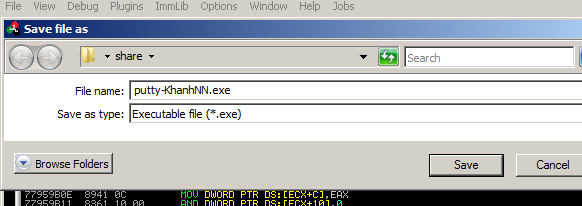 File View Debug Plugins ImmLib Options Window Help Jobs
Save file as
share
Search
File name: putty-KhanhNN.exe
Save as type: Executable file (*.exe)
Browse Folders
Save
Cancel
77959B0E 8941 0C MOV DWORD PTR DS:[ECX+C],EAX
77959B11 8361 10 00 AND DWORD PTR DS:[ECX+10],0